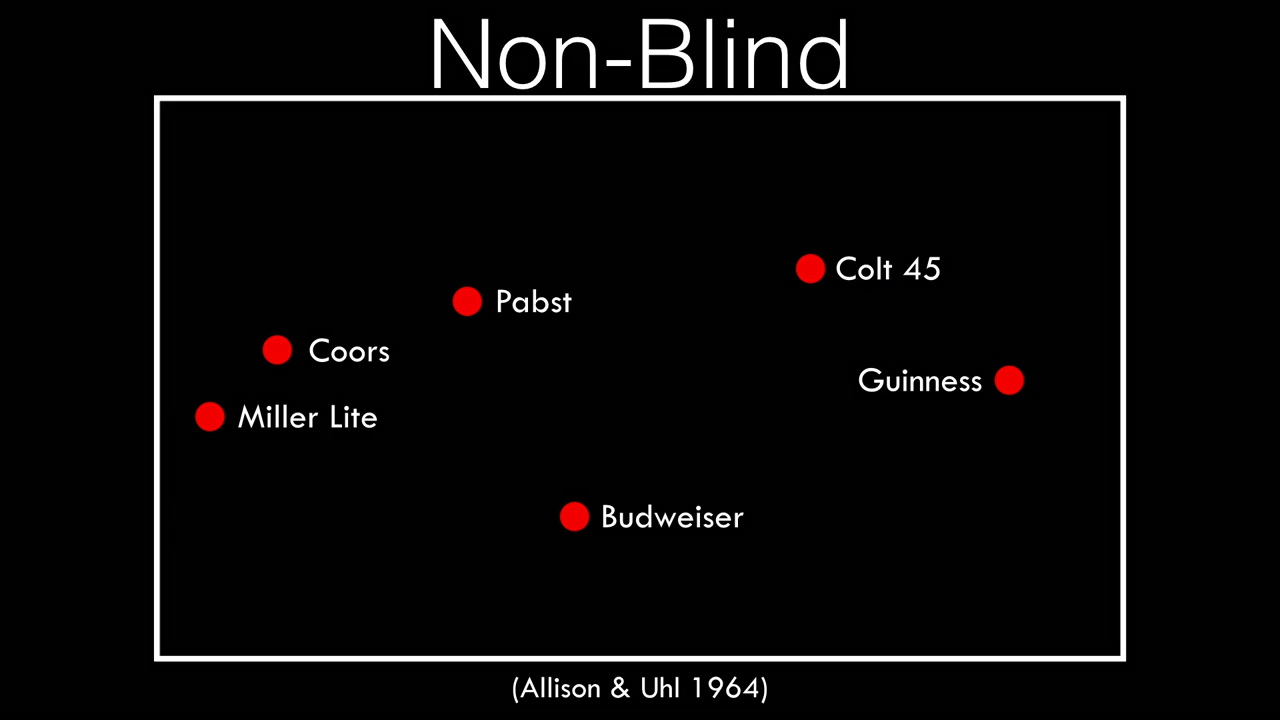 Non-Blind
Colt 45
Pabst
Coors
Guinness
Miller Lite
Budweiser
(Allison & Uhl 1964)